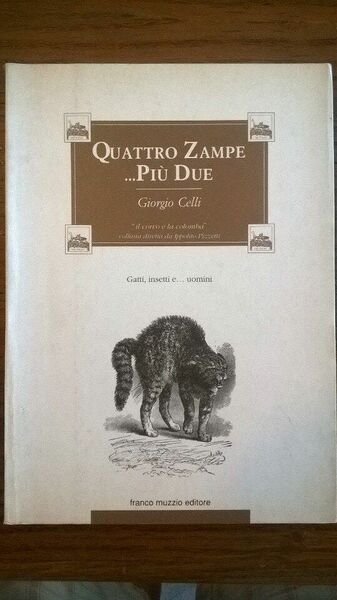 QUATTRO ZAMPE
...PIÙ DUE
Giorgio Celli
"il corvo e la colomba"
collana diretta da Ippolito Pizzetti
Gatti, insetti e... uomini
franco muzzio editore